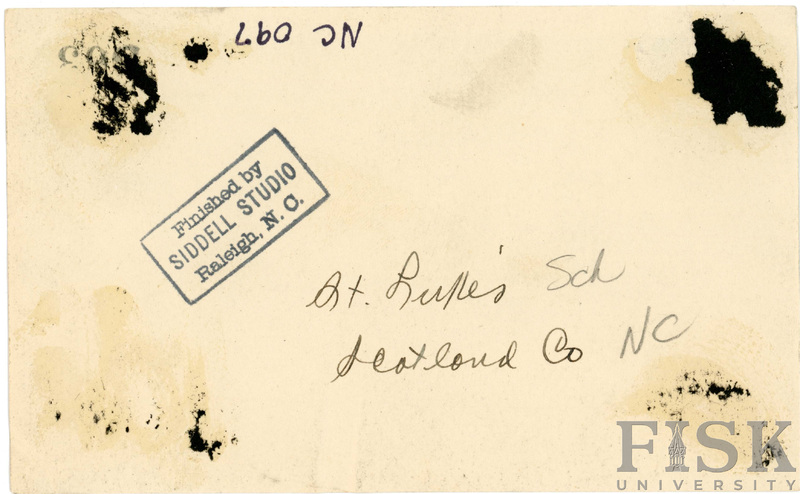 NC 097
Finished by
SIDDELL STUDIO
Raleigh, N. C.
St. Luke's Sch
Scotland Co NC
FISK
UNIVERSITY